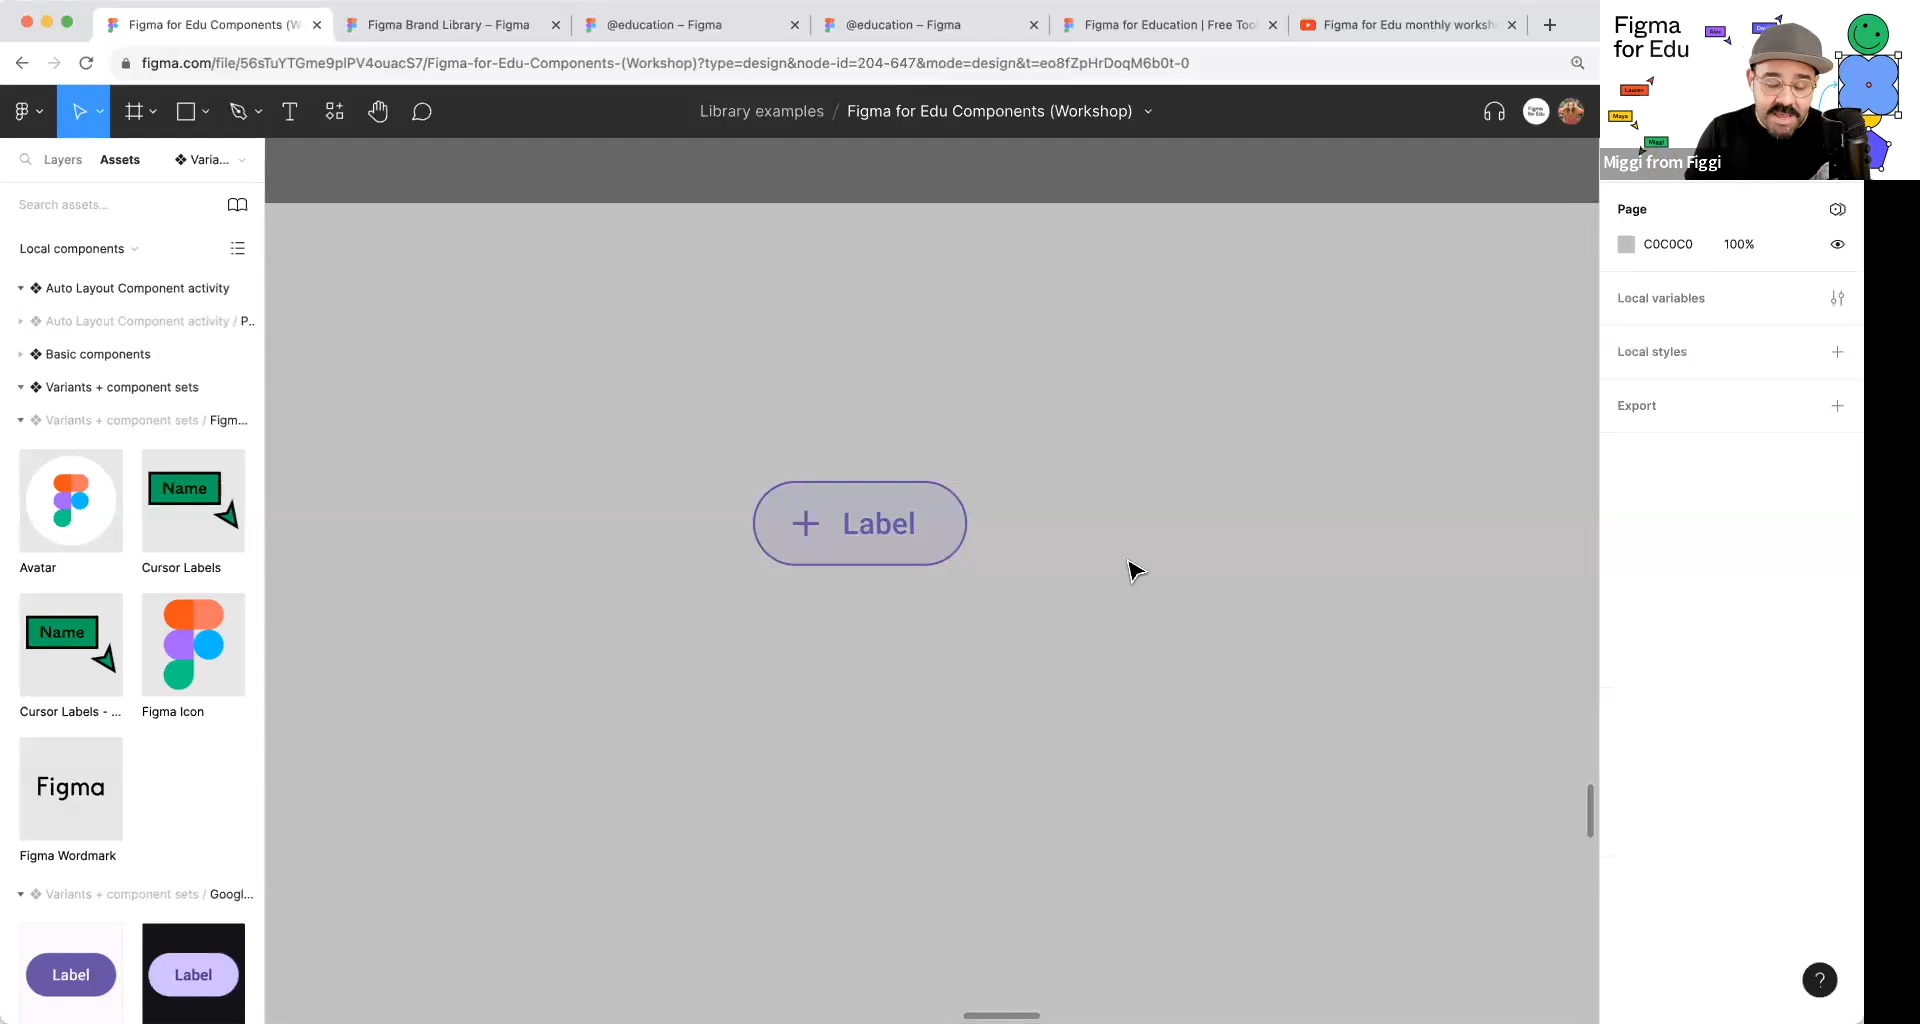 Figma for Edu Components (W
Figma Brand Library – Figma
@education – Figma
@education – Figma
Figma for Education | Free Tool
Figma for Edu monthly worksh
figma.com/file/56sTuYTGme9plPV4ouacS7/Figma-for-Edu-Components-(Workshop)?type=design&node-id=204-647&mode=design&t=eo8fZpHrDoqM6b0t-0
Library examples / Figma for Edu Components (Workshop)
Figma
for Edu
Alex
Lauren
Maya
Miggi
Miggi from Figgi
Layers
Assets
Varia...
Search assets...
Local components
Auto Layout Component activity
Auto Layout Component activity / P..
Basic components
Variants + component sets
Variants + component sets / Figm...
Name
Avatar
Cursor Labels
Name
Cursor Labels - ...
Figma Icon
Figma
Figma Wordmark
Variants + component sets / Googl...
Label
Label
Label
Page
C0C0C0
100%
Local variables
Local styles
Export
?